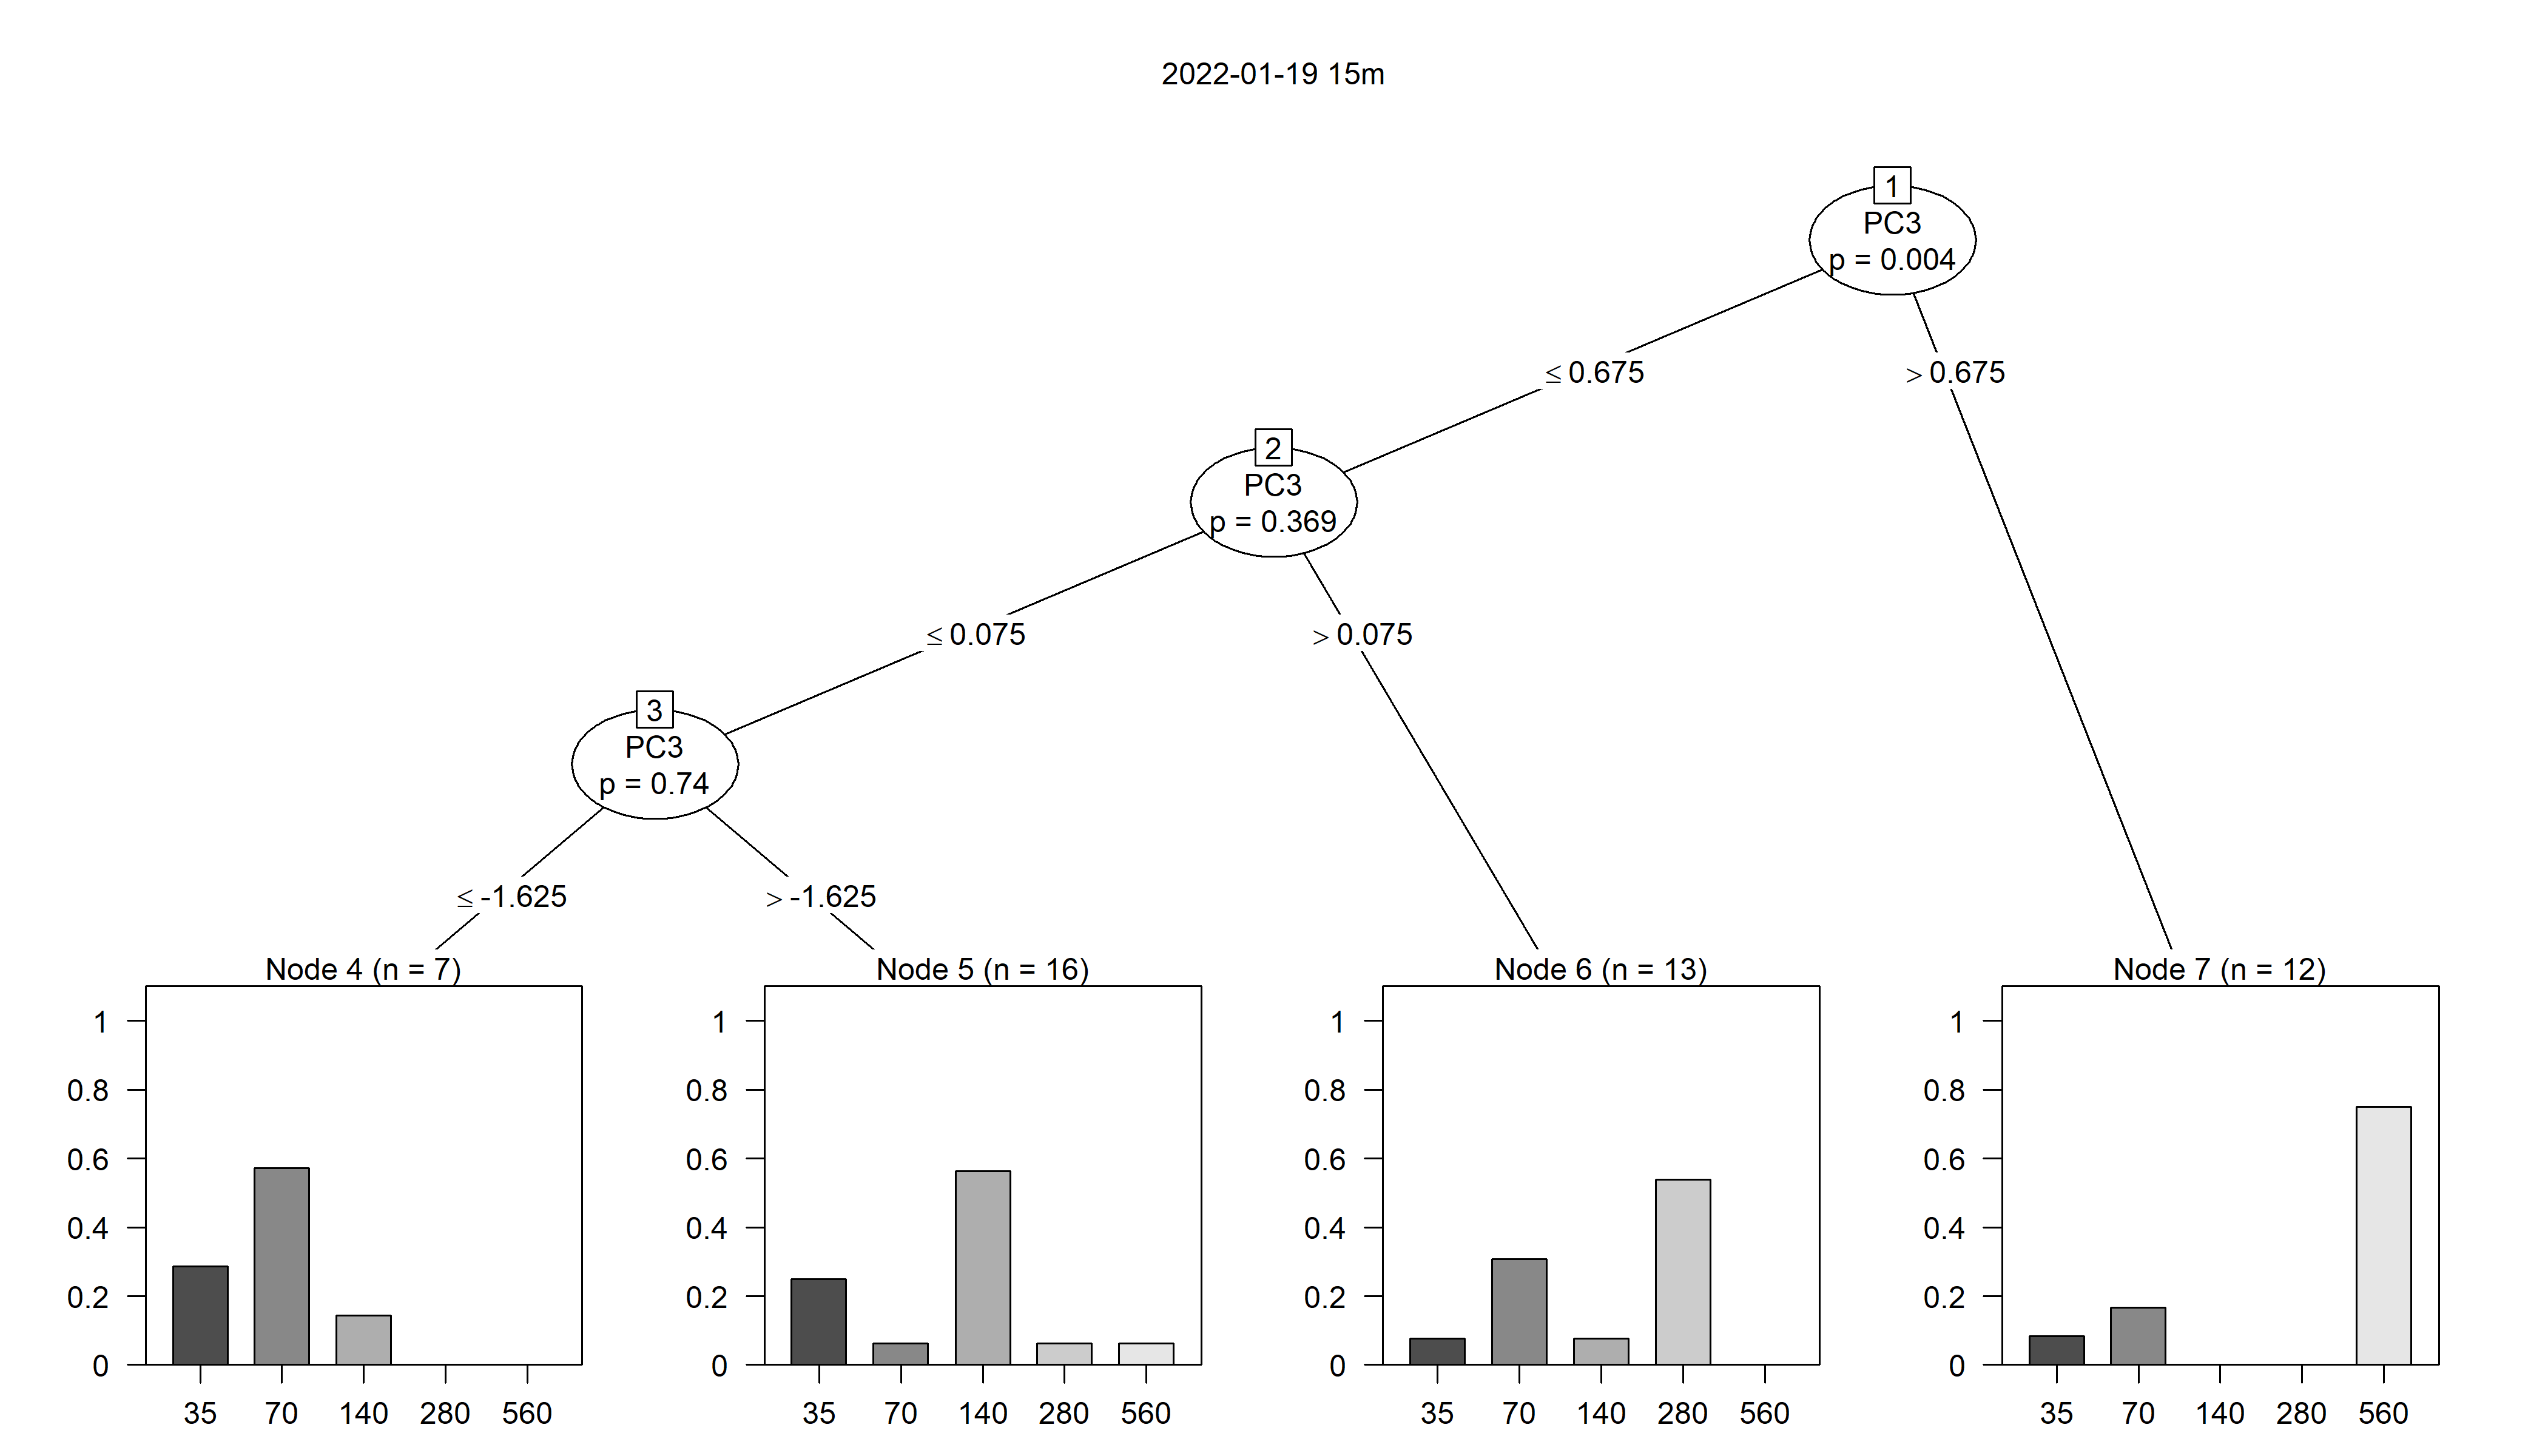 2022-01-19 15m
1
PC3
p = 0.004
≤ 0.675
> 0.675
2
PC3
p = 0.369
≤ 0.075
> 0.075
3
PC3
p = 0.74
≤ -1.625
> -1.625
Node 4 (n = 7)
1
0.8
0.6
0.4
0.2
0
35 70 140 280 560
Node 5 (n = 16)
1
0.8
0.6
0.4
0.2
0
35 70 140 280 560
Node 6 (n = 13)
1
0.8
0.6
0.4
0.2
0
35 70 140 280 560
Node 7 (n = 12)
1
0.8
0.6
0.4
0.2
0
35 70 140 280 560